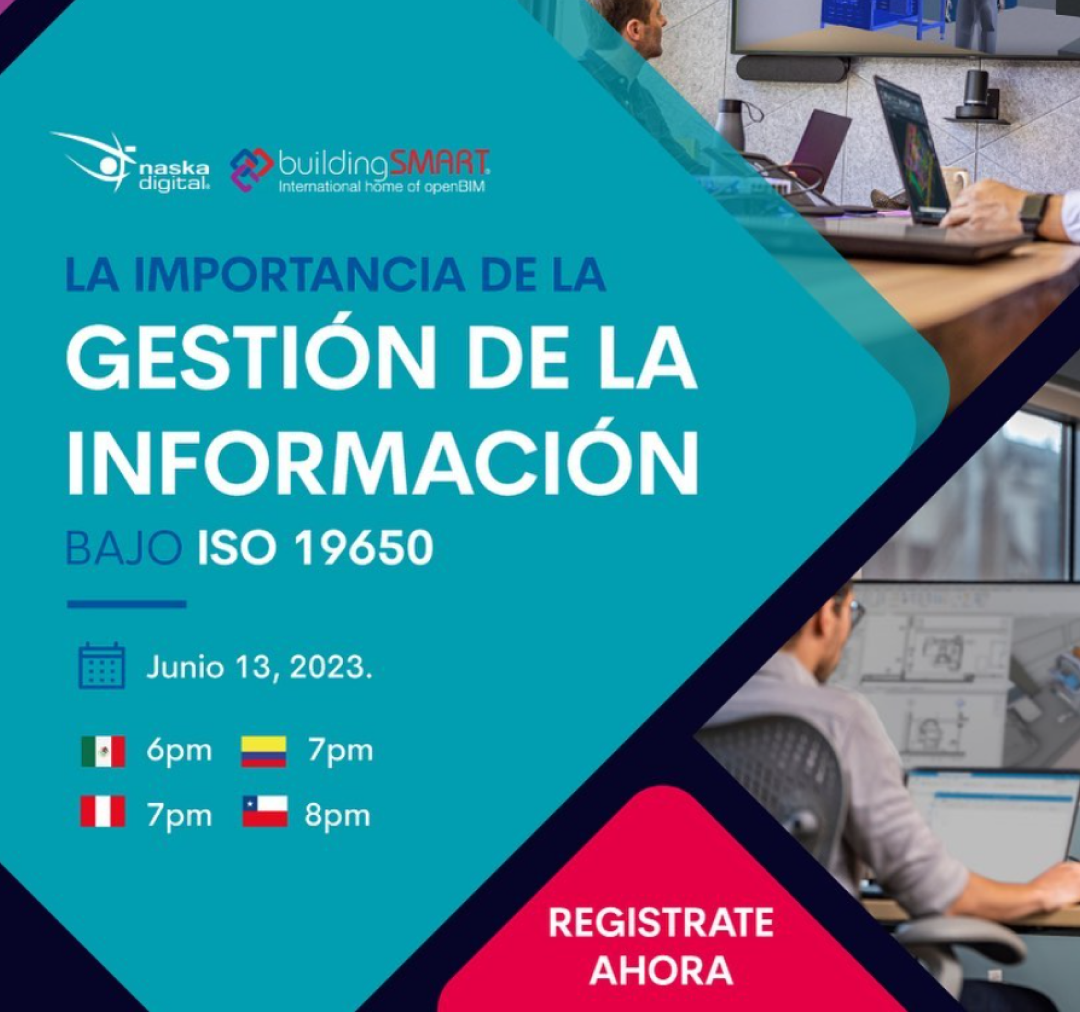 naska
digital.
buildingSMART
International home of openBIM
LA IMPORTANCIA DE LA
GESTIÓN DE LA
INFORMACIÓN
BAJO ISO 19650
Junio 13, 2023.
6pm 7pm
7pm 8pm
REGISTRATE
AHORA